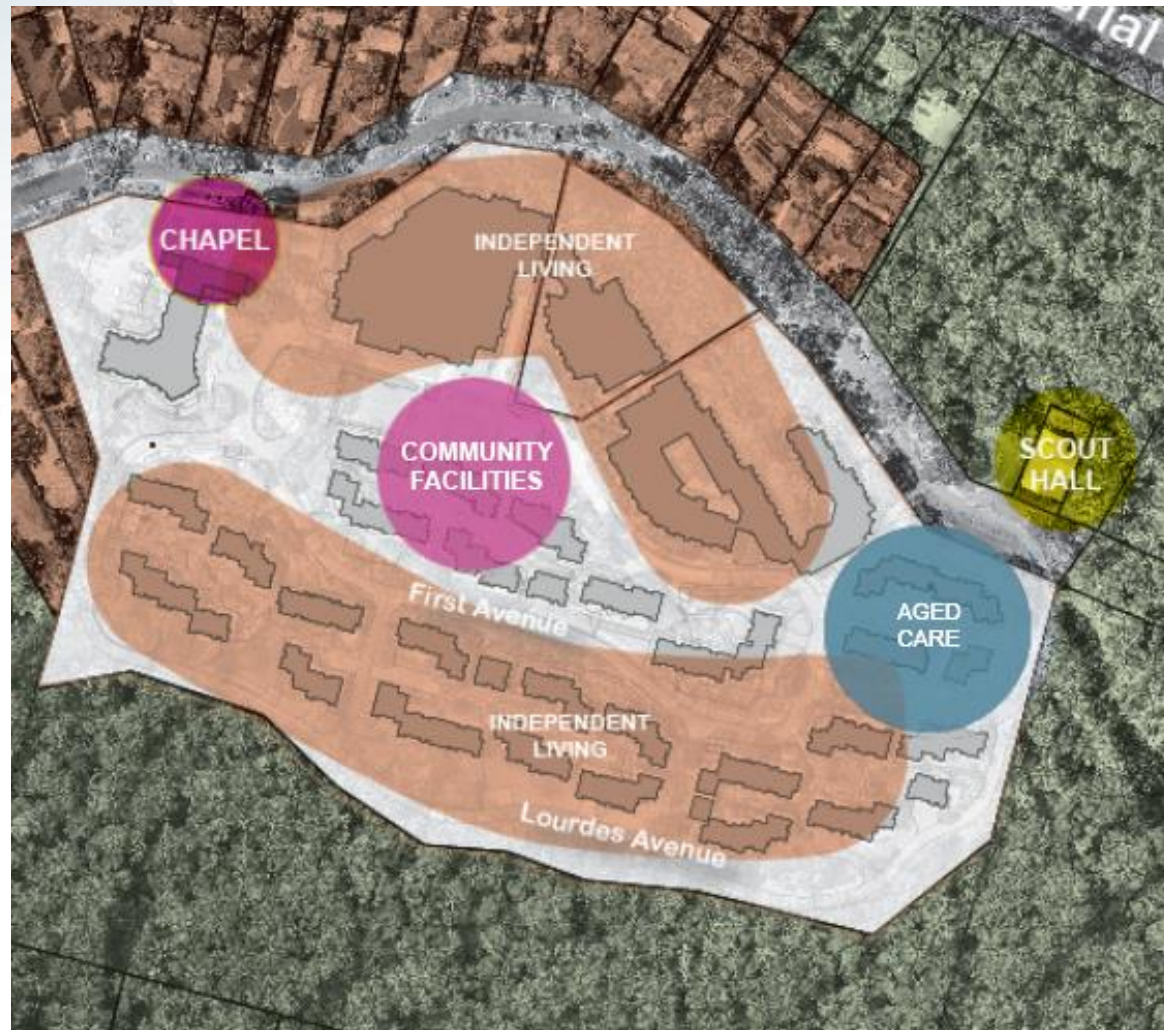 CHAPEL
INDEPENDENT
LIVING
COMMUNITY
FACILITIES
SCOUT
HALL
First Avenue
AGED
CARE
INDEPENDENT
LIVING
Lourdes Avenue